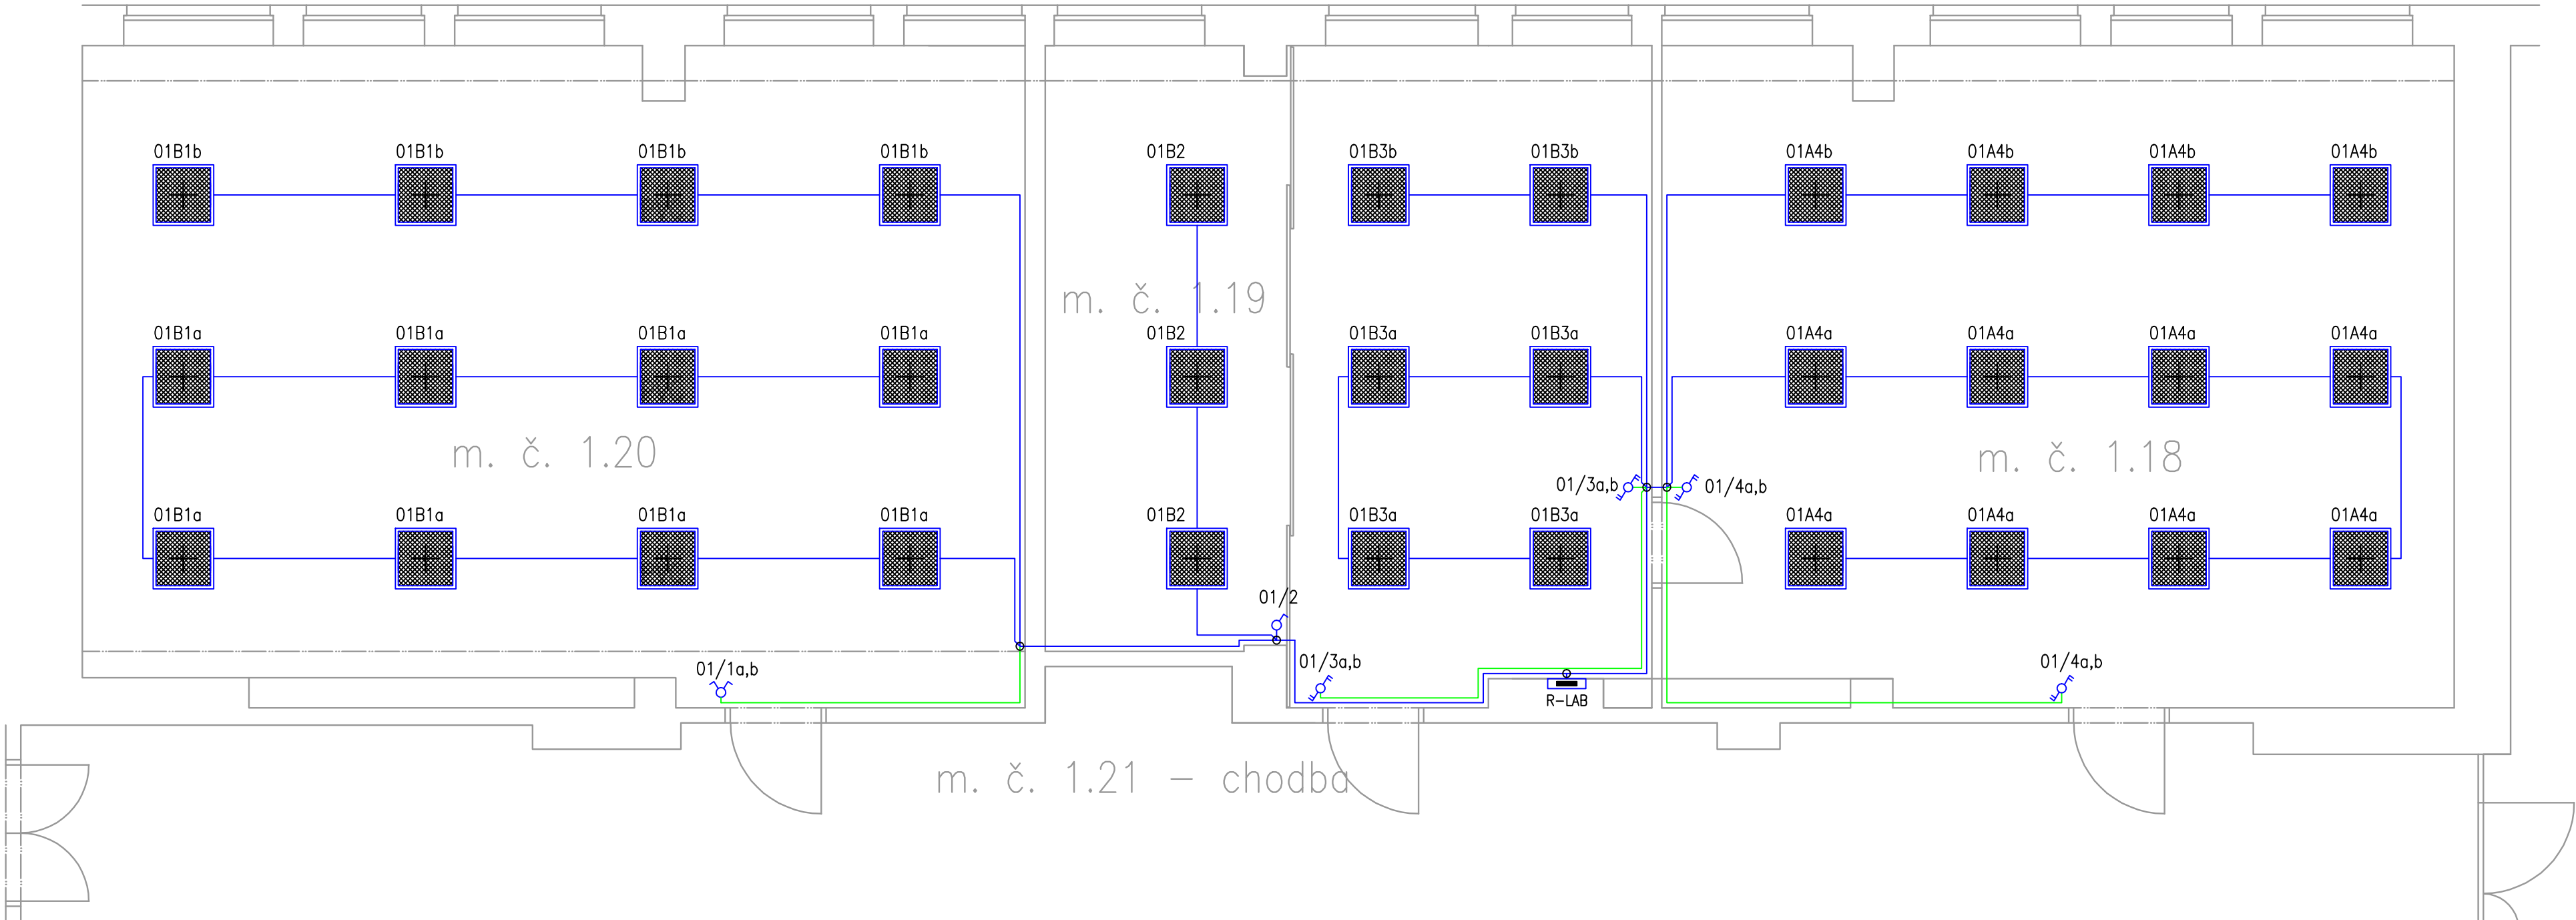 01B1b 01B1b 01B1b 01B1b 01B2 01B3b 01B3b 01A4b 01A4b 01A4b 01A4b
m. č. 1.19
01B1a 01B1a 01B1a 01B1a 01B2 01B3a 01B3a 01A4a 01A4a 01A4a 01A4a
m. č. 1.20
m. č. 1.18
01/3a,b 01/4a,b
01B1a 01B1a 01B1a 01B1a 01B2 01B3a 01B3a 01A4a 01A4a 01A4a 01A4a
01/2
01/1a,b 01/3a,b 01/4a,b
R-LAB
m. č. 1.21 – chodba